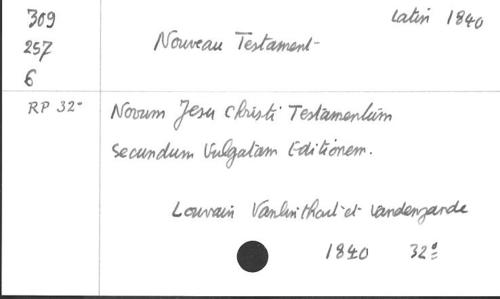 309
257
6
Latin 1840
Nouveau Testament
RP 32°
Novum Jesu Christi Testamentum
secundum Vulgatam Editionem.
Louvain Vanlinthout et Vandenzande
1840 32°